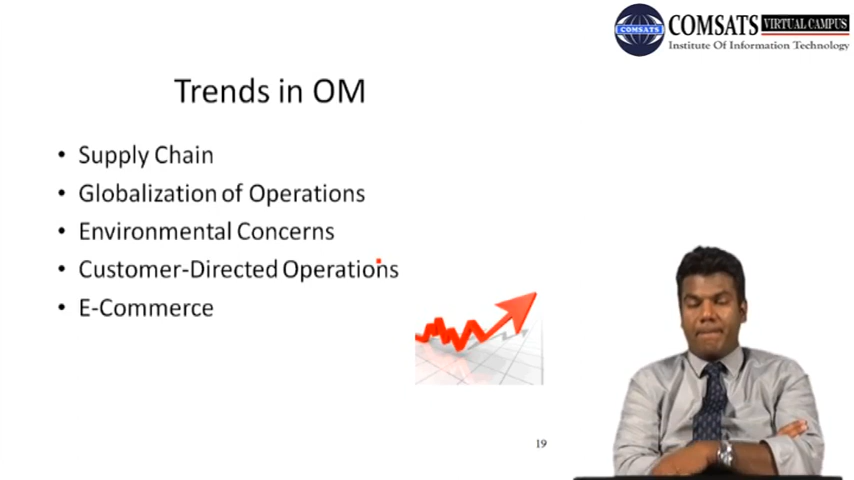 COMSATS VIRTUAL CAMPUS
COMSATS
Institute Of Information Technology
Trends in OM
• Supply Chain
• Globalization of Operations
• Environmental Concerns
• Customer-Directed Operations
• E-Commerce
19